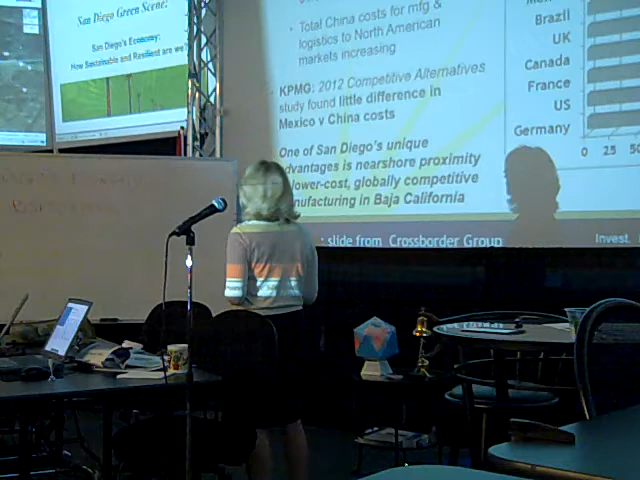 San Diego Green Scene:
San Diego's Economy:
How Sustainable and Resilient are we?
Total China costs for mfg &
logistics to North American
markets increasing
KPMG: 2012 Competitive Alternatives
study found little difference in
Mexico v China costs
One of San Diego's unique
advantages is nearshore proximity
lower-cost, globally competitive
nufacturing in Baja California
slide from Crossborder Group
Invest.
Brazil
UK
Canada
France
US
Germany
0 25 50